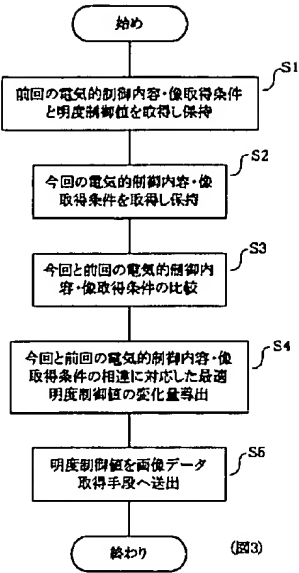 始め
S1
前回の電気的制御内容・像取得条件
と明度制御値を取得し保持
S2
今回の電気的制御内容・像
取得条件を取得し保持
S3
今回と前回の電気的制御内
容・像取得条件の比較
S4
今回と前回の電気的制御内容・像
取得条件の相違に対応した最適
明度制御値の変化量導出
S5
明度制御値を画像データ
取得手段へ送出
終わり
(図3)